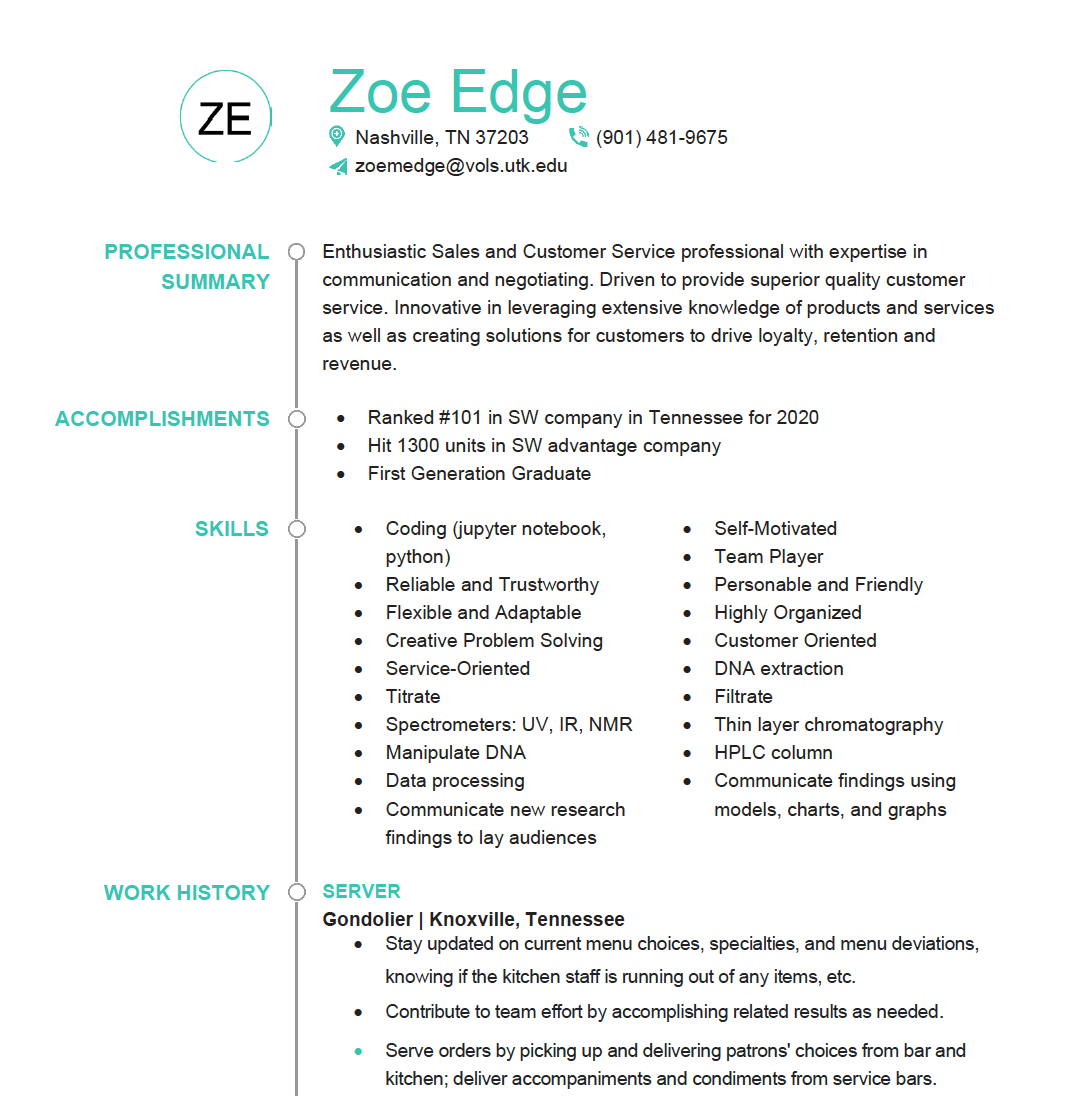 ZE
Zoe Edge
Nashville, TN 37203 (901) 481-9675
zoemedge@vols.utk.edu
PROFESSIONAL
SUMMARY
Enthusiastic Sales and Customer Service professional with expertise in
communication and negotiating. Driven to provide superior quality customer
service. Innovative in leveraging extensive knowledge of products and services
as well as creating solutions for customers to drive loyalty, retention and
revenue.
ACCOMPLISHMENTS
• Ranked #101 in SW company in Tennessee for 2020
• Hit 1300 units in SW advantage company
• First Generation Graduate
SKILLS
• Coding (jupyter notebook,
python)
• Reliable and Trustworthy
• Flexible and Adaptable
• Creative Problem Solving
• Service-Oriented
• Titrate
• Spectrometers: UV, IR, NMR
• Manipulate DNA
• Data processing
• Communicate new research
findings to lay audiences
• Self-Motivated
• Team Player
• Personable and Friendly
• Highly Organized
• Customer Oriented
• DNA extraction
• Filtrate
• Thin layer chromatography
• HPLC column
• Communicate findings using
models, charts, and graphs
WORK HISTORY
SERVER
Gondolier | Knoxville, Tennessee
• Stay updated on current menu choices, specialties, and menu deviations,
knowing if the kitchen staff is running out of any items, etc.
• Contribute to team effort by accomplishing related results as needed.
• Serve orders by picking up and delivering patrons' choices from bar and
kitchen; deliver accompaniments and condiments from service bars.